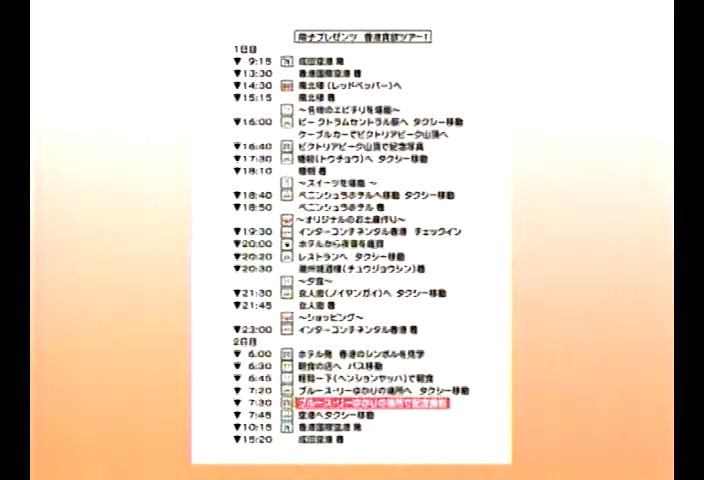 陽子プレゼンツ 香港食旅ツアー!
1日目
▼ 9:15 成田空港 発
▼13:30 香港国際空港 着
▼14:30 南北樓(レッドペッパー)へ
▼15:15 南北樓 着
～名物のエビチリを堪能～
▼16:00 ピークトラムセントラル駅へ タクシー移動
ケーブルカーでビクトリアピーク山頂へ
▼16:40 ビクトリアピーク山頂で記念写真
▼17:30 糖朝(トウチョウ)へ タクシー移動
▼18:10 糖朝 着
～スイーツを堪能 ～
▼18:40 ペニンシュラホテルへ移動 タクシー移動
▼18:50 ペニンシュラホテル 着
～オリジナルのお土産作り～
▼19:30 インターコンチネンタル香港 チェックイン
▼20:00 ホテルから夜景を鑑賞
▼20:20 レストランへ タクシー移動
▼20:30 潮州城酒樓(チュウジョウシン)着
～夕食～
▼21:30 女人街(ノイヤンガイ)へ タクシー移動
▼21:45 女人街 着
～ショッピング～
▼23:00 インターコンチネンタル香港 着
2日目
▼ 6:00 ホテル発 香港のシンボルを見学
▼ 6:30 朝食の店へ バス移動
▼ 6:45 軽器一下(ヘンションヤッハ)で朝食
▼ 7:20 ブルース・リーゆかりの場所へ タクシー移動
▼ 7:30 ブルース・リーゆかりの場所で記念撮影
▼ 7:45 空港へタクシー移動
▼10:15 香港国際空港 発
▼15:20 成田空港 着